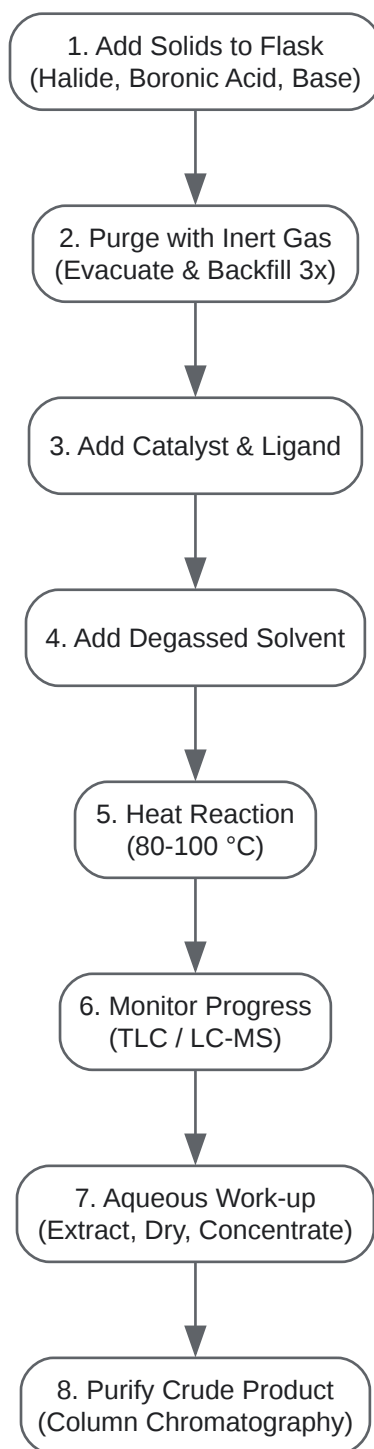 1. Add Solids to Flask
(Halide, Boronic Acid, Base)
2. Purge with Inert Gas
(Evacuate & Backfill 3x)
3. Add Catalyst & Ligand
4. Add Degassed Solvent
5. Heat Reaction
(80-100 °C)
6. Monitor Progress
(TLC / LC-MS)
7. Aqueous Work-up
(Extract, Dry, Concentrate)
8. Purify Crude Product
(Column Chromatography)